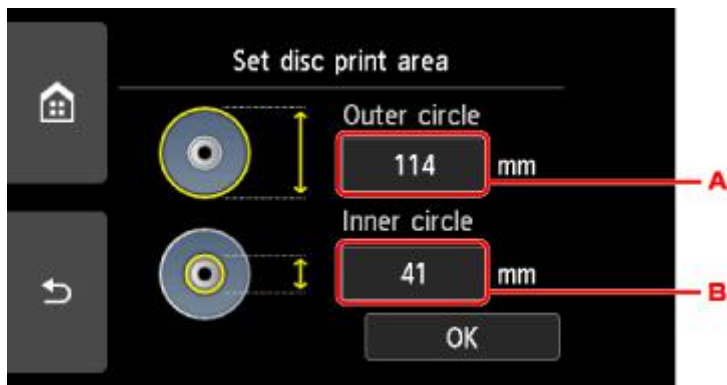 Set disc print area
Outer circle
114 mm
A
Inner circle
41 mm
B
OK